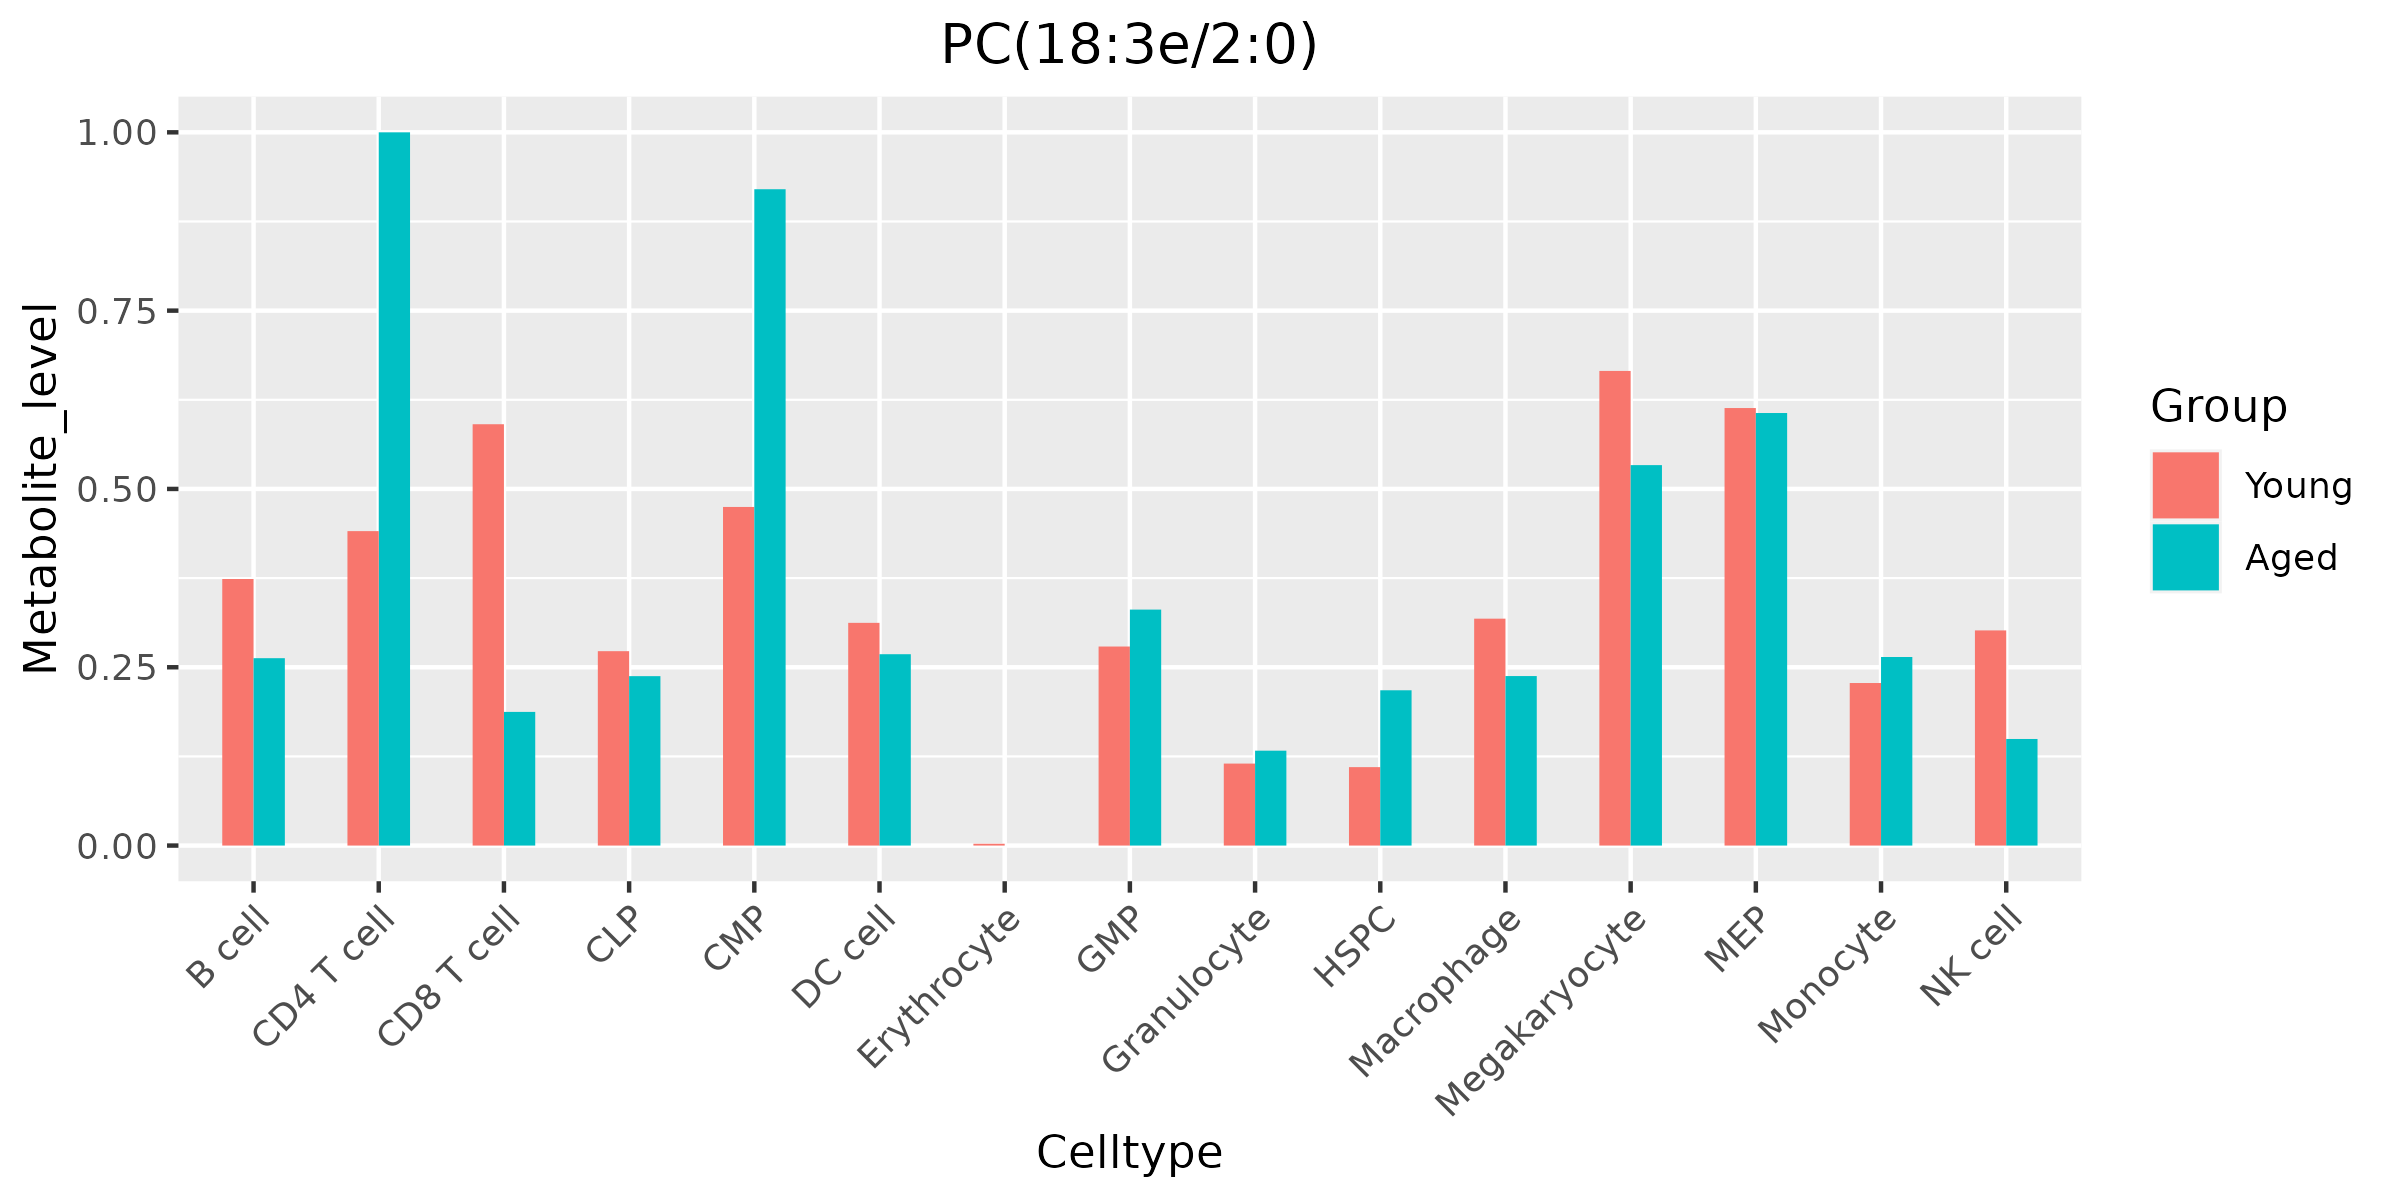 PC(18:3e/2:0)
Metabolite_level
1.00
0.75
0.50
0.25
0.00
B cell
CD4 T cell
CD8 T cell
CLP
CMP
DC cell
Erythrocyte
GMP
Granulocyte
HSPC
Macrophage
Megakaryocyte
MEP
Monocyte
NK cell
Celltype
Group
Young
Aged